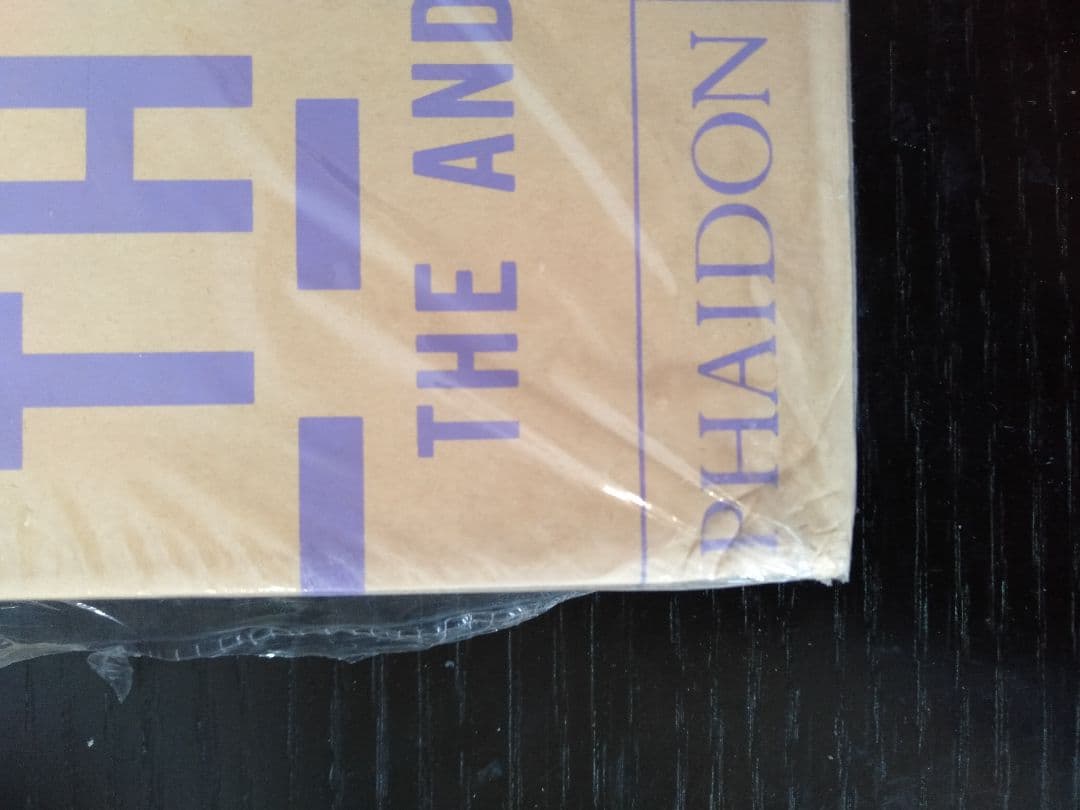 TH
THE AND
PHAIDON